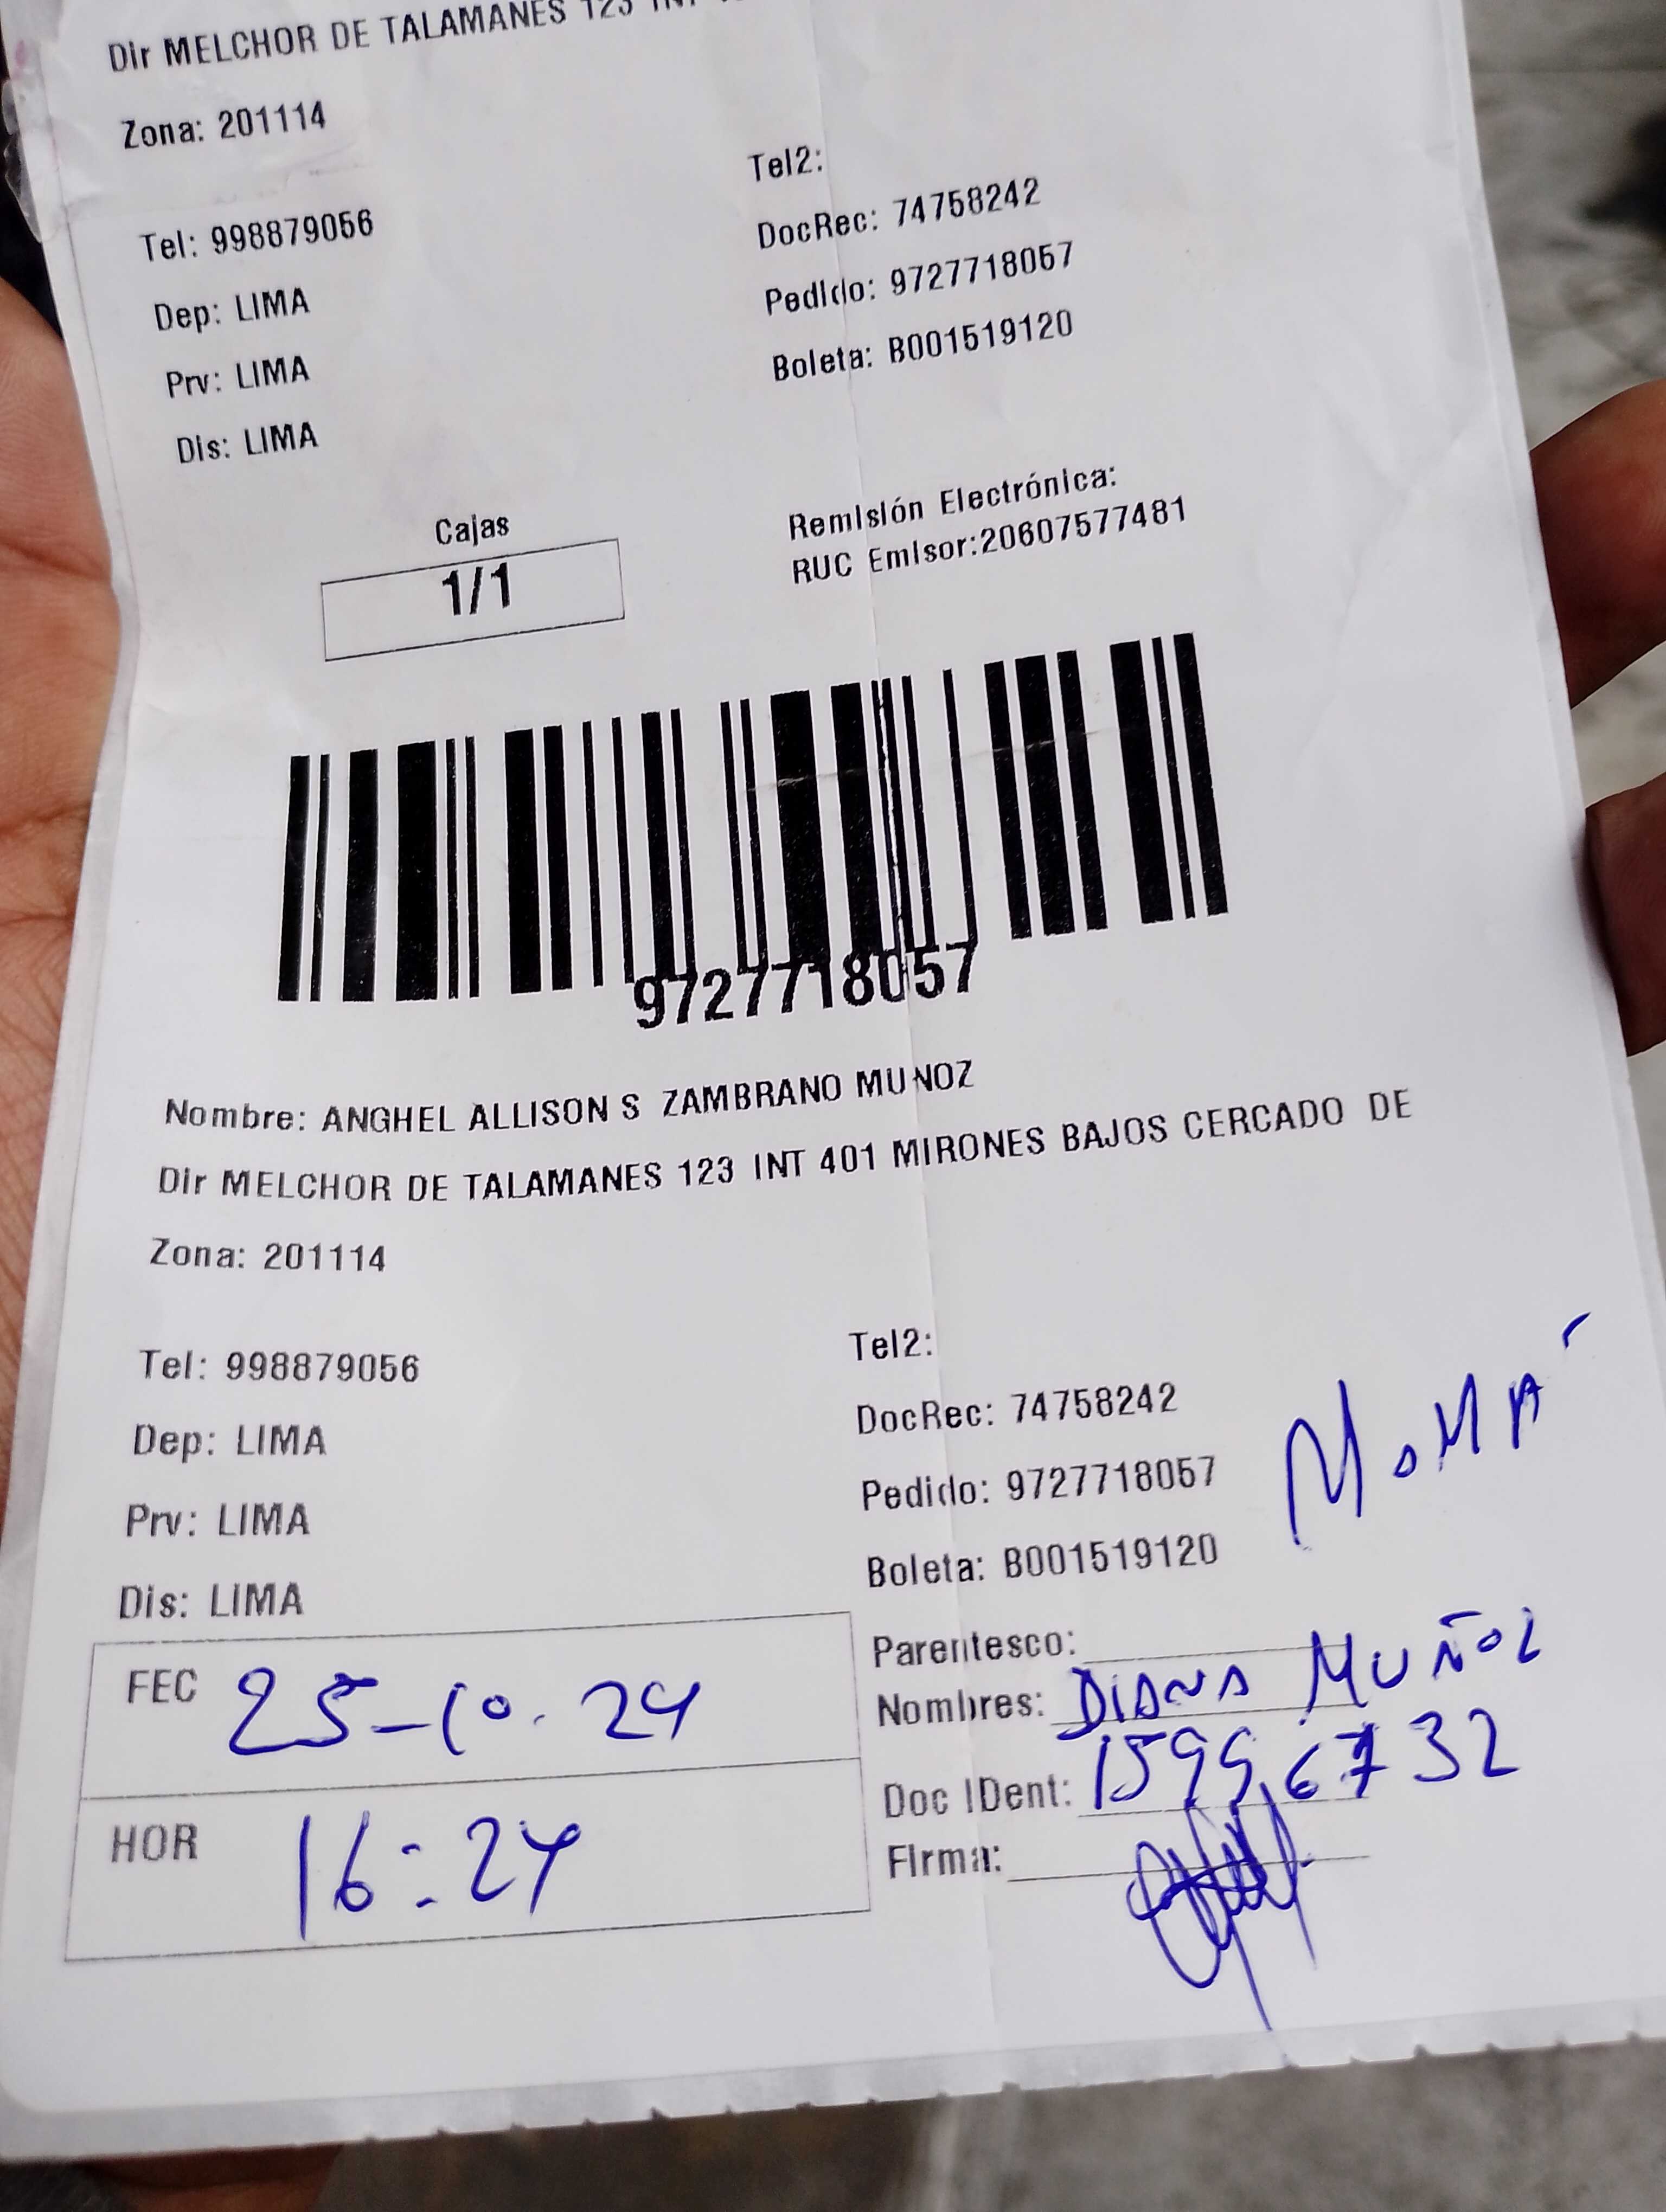 Dir MELCHOR DE TALAMANES 123
Zona: 201114
Tel2:
Tel: 998879056
DocRec: 74758242
Dep: LIMA
Pedido: 9727718057
Prv: LIMA
Boleta: B001519120
Dis: LIMA
Cajas
1/1
Remisión Electrónica:
RUC Emisor:20607577481
9727718057
Nombre: ANGHEL ALLISON S ZAMBRANO MUNOZ
Dir MELCHOR DE TALAMANES 123 INT 401 MIRONES BAJOS CERCADO DE
Zona: 201114
Tel2:
Tel: 998879056
DocRec: 74758242
Dep: LIMA
Pedido: 9727718057
Prv: LIMA
Boleta: B001519120
Dis: LIMA
MAMÁ
Parentesco:
FEC 25-10-24
Nombres: DIANA MUÑOZ
Doc IDent: 15996732
HOR 16:24
Firma: